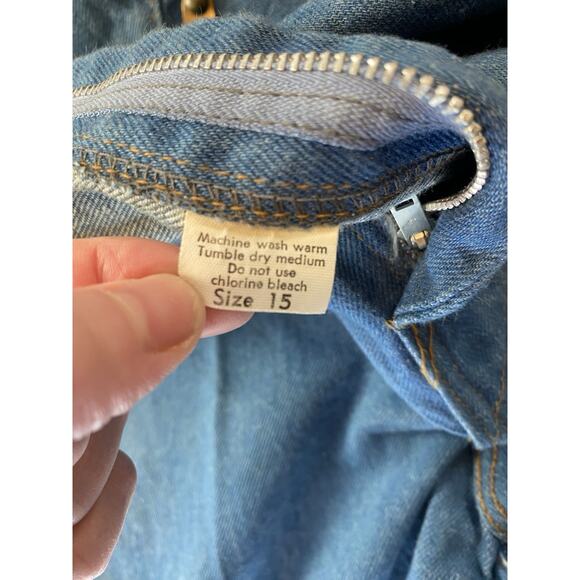 Machine wash warm
Tumble dry medium
Do not use
chlorine bleach
Size 15